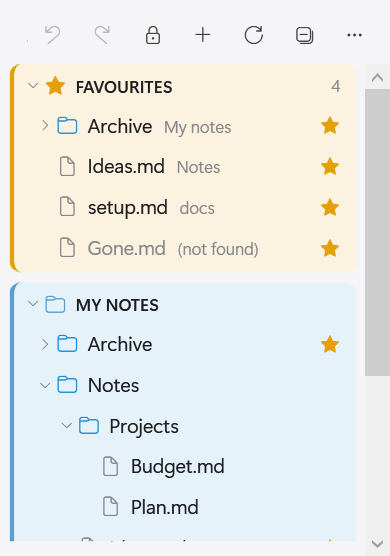 FAVOURITES 4
Archive My notes
Ideas.md Notes
setup.md docs
Gone.md (not found)
MY NOTES
Archive
Notes
Projects
Budget.md
Plan.md